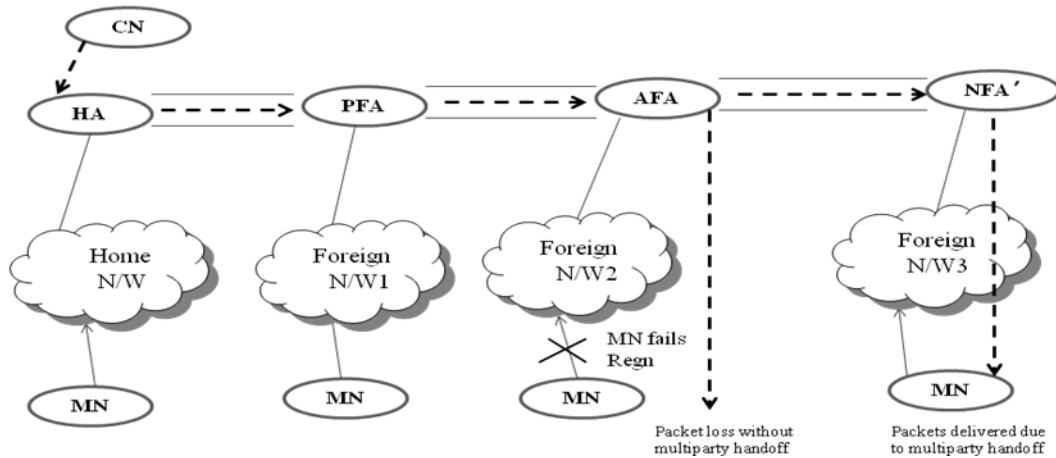 CN
HA
PFA
AFA
NFA´
Home
N/W
Foreign
N/W1
Foreign
N/W2
Foreign
N/W3
MN fails
Regn
MN
MN
MN
MN
Packet loss without
multiparty handoff
Packets delivered due
to multiparty handoff